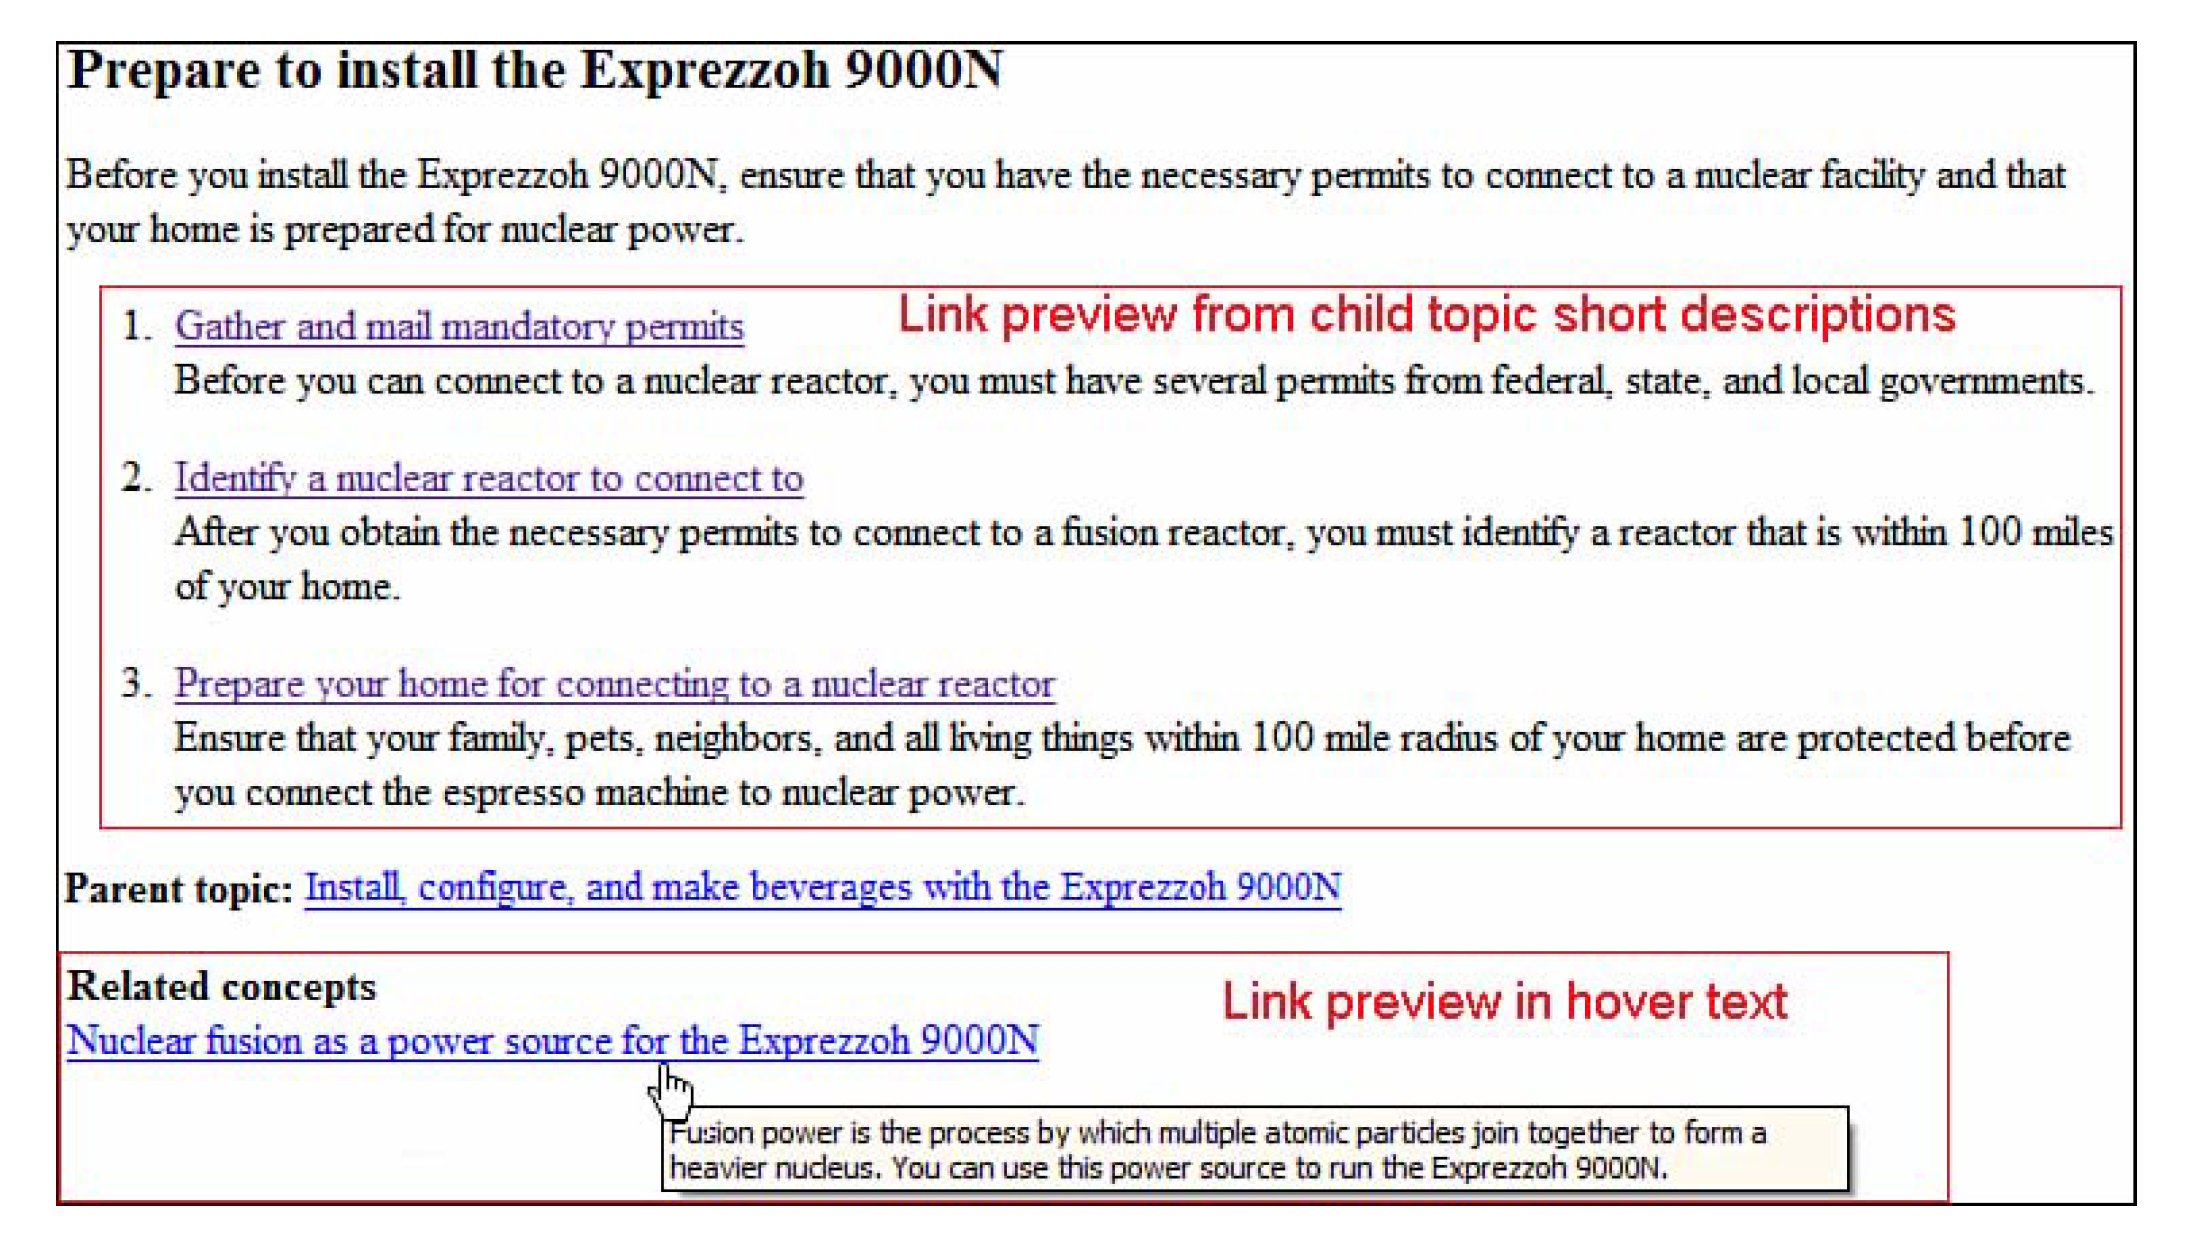 Prepare to install the Exprezzoh 9000N
Before you install the Exprezzoh 9000N, ensure that you have the necessary permits to connect to a nuclear facility and that
your home is prepared for nuclear power.
Link preview from child topic short descriptions
1. Gather and mail mandatory permits
Before you can connect to a nuclear reactor, you must have several permits from federal, state, and local governments.
2. Identify a nuclear reactor to connect to
After you obtain the necessary permits to connect to a fusion reactor, you must identify a reactor that is within 100 miles
of your home.
3. Prepare your home for connecting to a nuclear reactor
Ensure that your family, pets, neighbors, and all living things within 100 mile radius of your home are protected before
you connect the espresso machine to nuclear power.
Parent topic: Install, configure, and make beverages with the Exprezzoh 9000N
Related concepts
Link preview in hover text
Nuclear fusion as a power source for the Exprezzoh 9000N
Fusion power is the process by which multiple atomic particles join together to form a
heavier nucleus. You can use this power source to run the Exprezzoh 9000N.